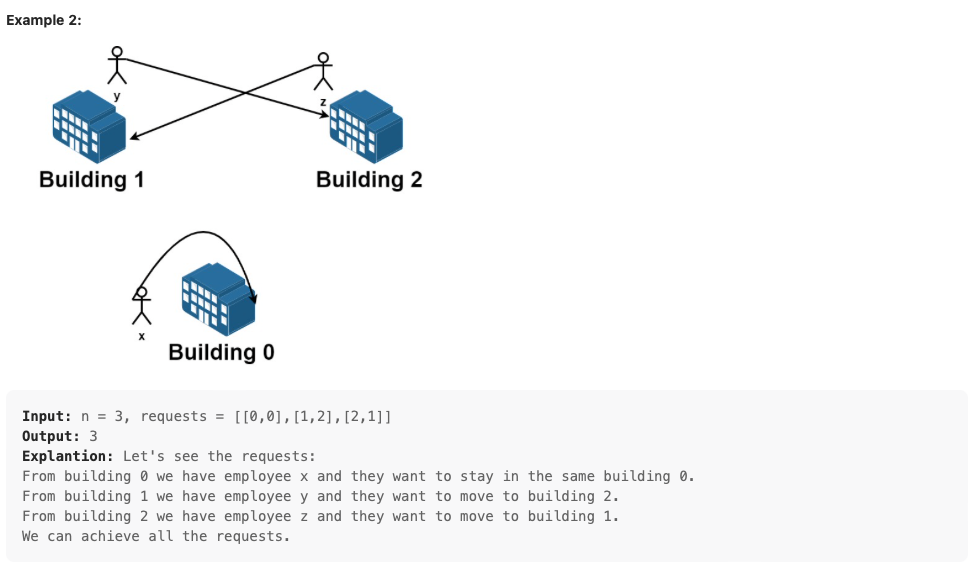 Example 2:
y
z
Building 1
Building 2
x
Building 0
Input: n = 3, requests = [[0,0],[1,2],[2,1]]
Output: 3
Explantion: Let's see the requests:
From building 0 we have employee x and they want to stay in the same building 0.
From building 1 we have employee y and they want to move to building 2.
From building 2 we have employee z and they want to move to building 1.
We can achieve all the requests.